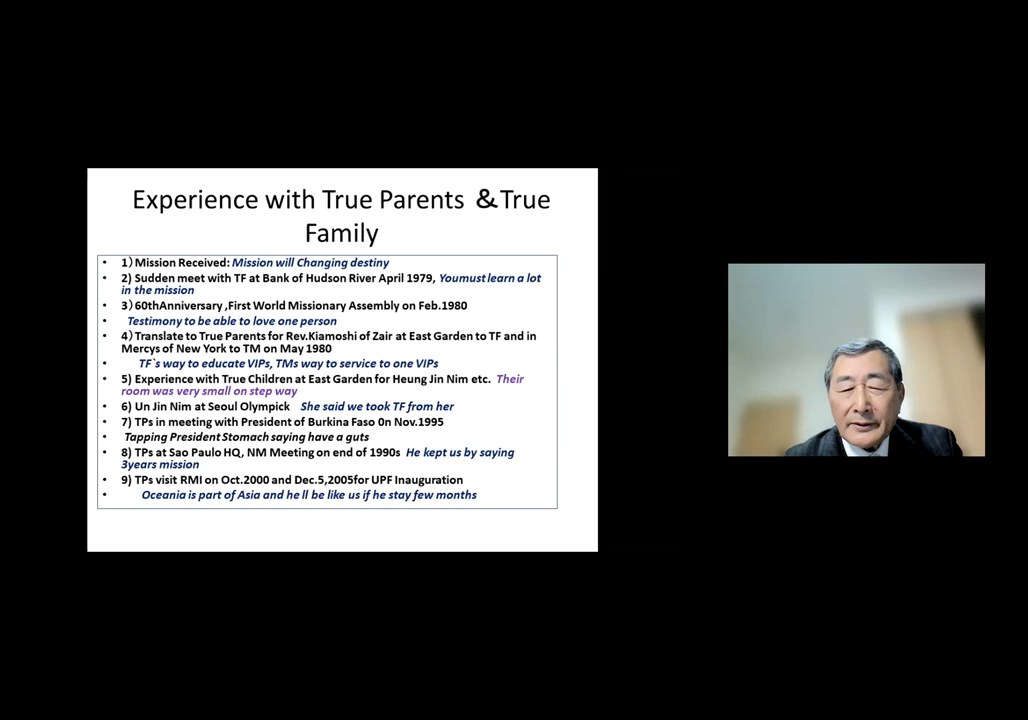 Experience with True Parents ＆True
Family
• 1）Mission Received: Mission will Changing destiny
• 2) Sudden meet with TF at Bank of Hudson River April 1979, Youmust learn a lot
in the mission
• 3）60thAnniversary ,First World Missionary Assembly on Feb.1980
• Testimony to be able to love one person
• 4）Translate to True Parents for Rev.Kiamoshi of Zair at East Garden to TF and in
Mercys of New York to TM on May 1980
• TF`s way to educate VIPs, TMs way to service to one VIPs
• 5) Experience with True Children at East Garden for Heung Jin Nim etc. Their
room was very small on step way
• 6) Un Jin Nim at Seoul Olympick She said we took TF from her
• 7) TPs in meeting with President of Burkina Faso 0n Nov.1995
• Tapping President Stomach saying have a guts
• 8) TPs at Sao Paulo HQ, NM Meeting on end of 1990s He kept us by saying
3years mission
• 9) TPs visit RMI on Oct.2000 and Dec.5,2005for UPF Inauguration
• Oceania is part of Asia and he ll be like us if he stay few months